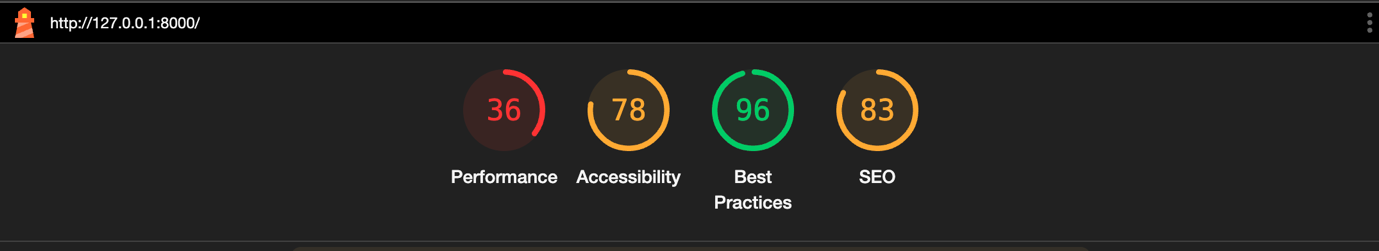 http://127.0.0.1:8000/
36 78 96 83
Performance Accessibility Best Practices SEO